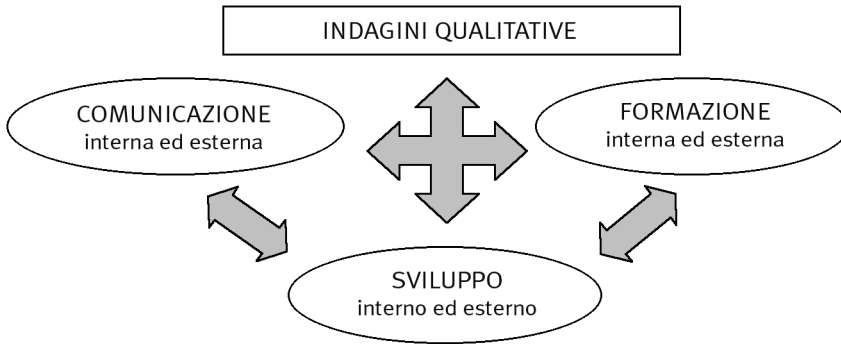 INDAGINI QUALITATIVE
COMUNICAZIONE
interna ed esterna
FORMAZIONE
interna ed esterna
SVILUPPO
interno ed esterno